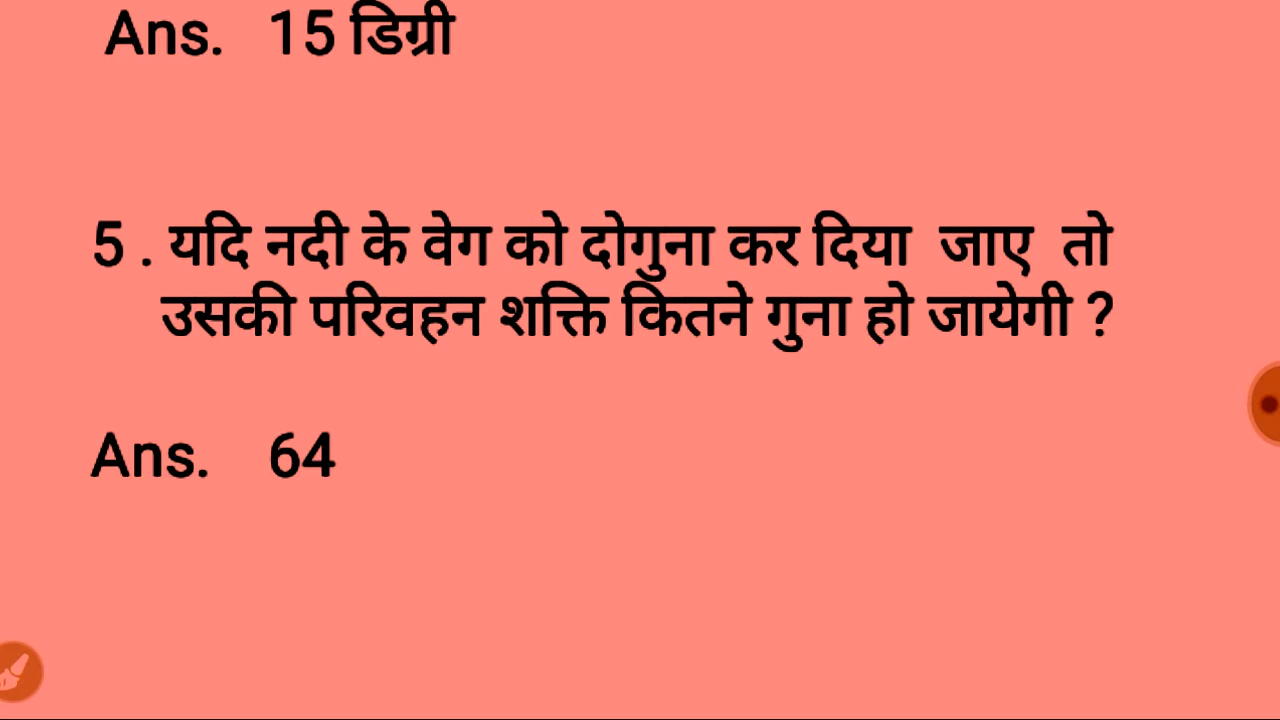 Ans. 15 डिग्री
5 . यदि नदी के वेग को दोगुना कर दिया जाए तो
उसकी परिवहन शक्ति कितने गुना हो जायेगी ?
Ans. 64